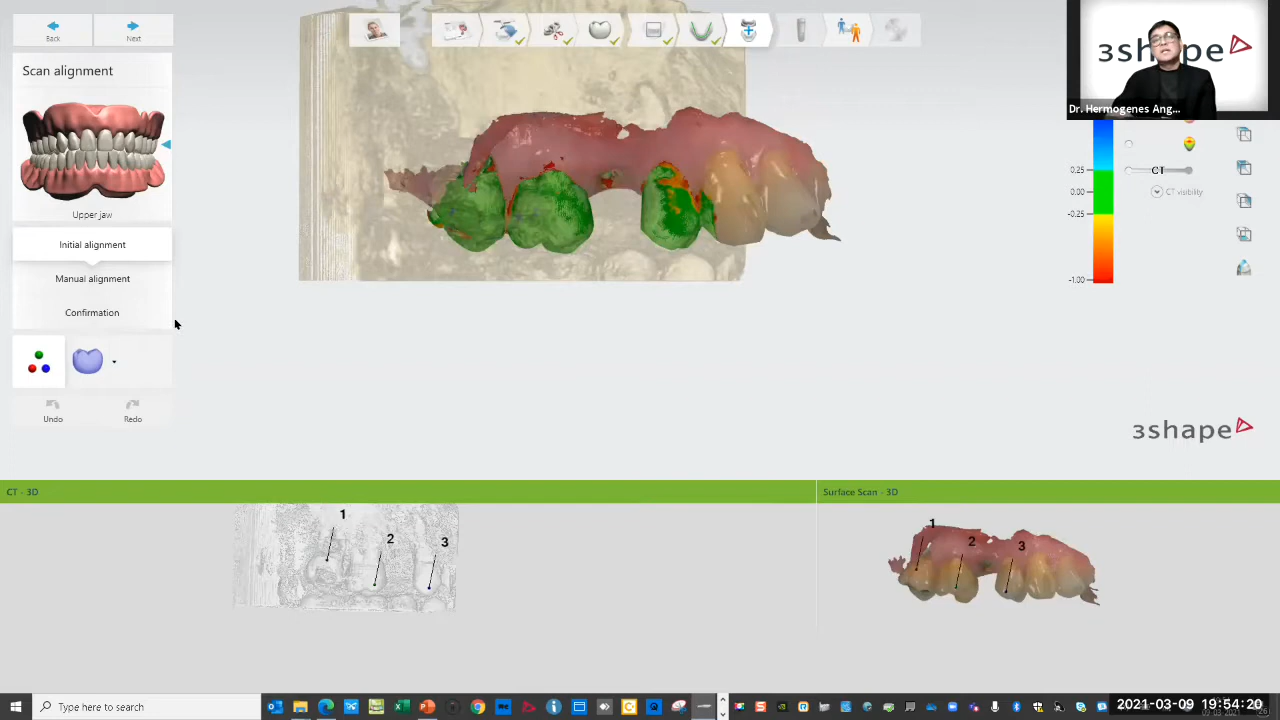 Back
Next
Scan alignment
Upper jaw
Initial alignment
Manual alignment
Confirmation
Undo
Redo
3shape
Dr. Hermogenes Ang...
CT
0.25
0.00
-0.25
-1.00
CT visibility
3shape
CT - 3D
Surface Scan - 3D
1
2
3
1
2
3
Type here to search
2021-03-09 19:54:20